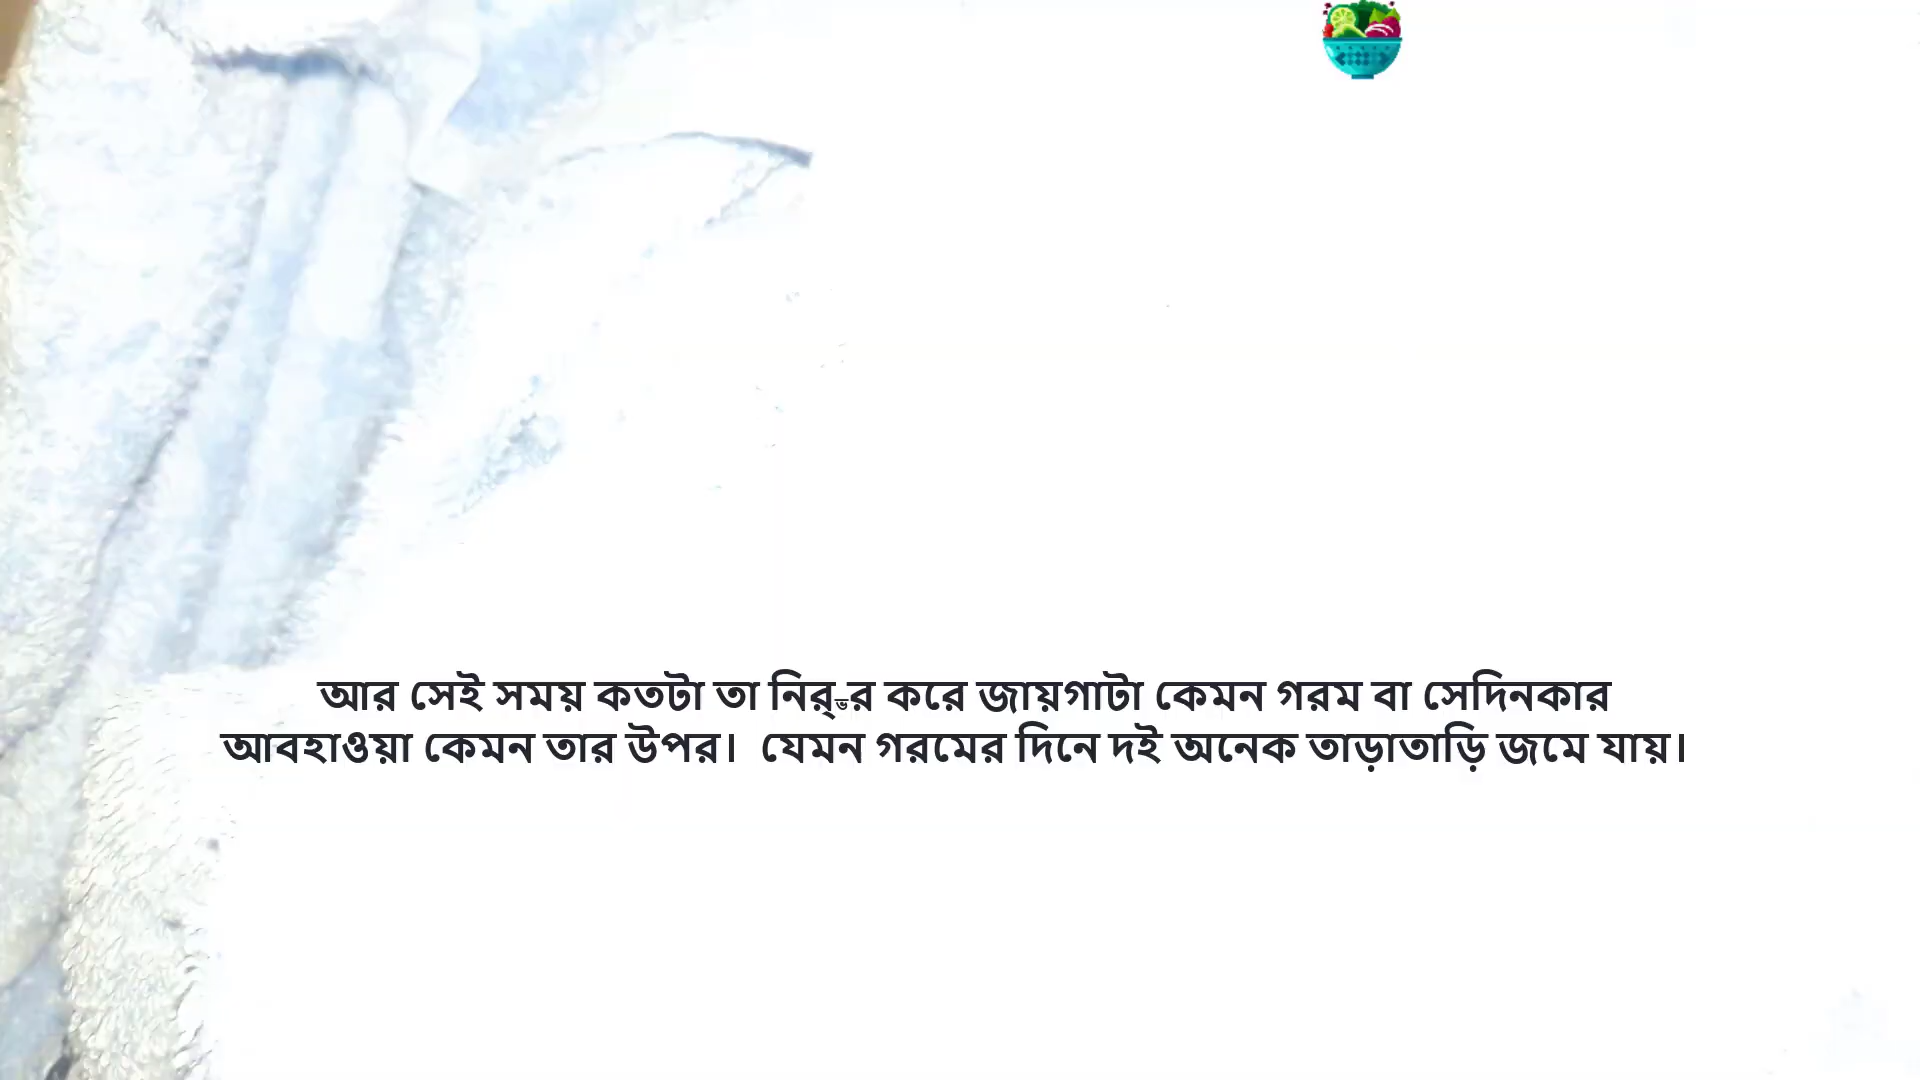 আর সেই সময় কতটা তা নির্ভর করে জায়গাটা কেমন গরম বা সেদিনকার
আবহাওয়া কেমন তার উপর। যেমন গরমের দিনে দই অনেক তাড়াতাড়ি জমে যায়।